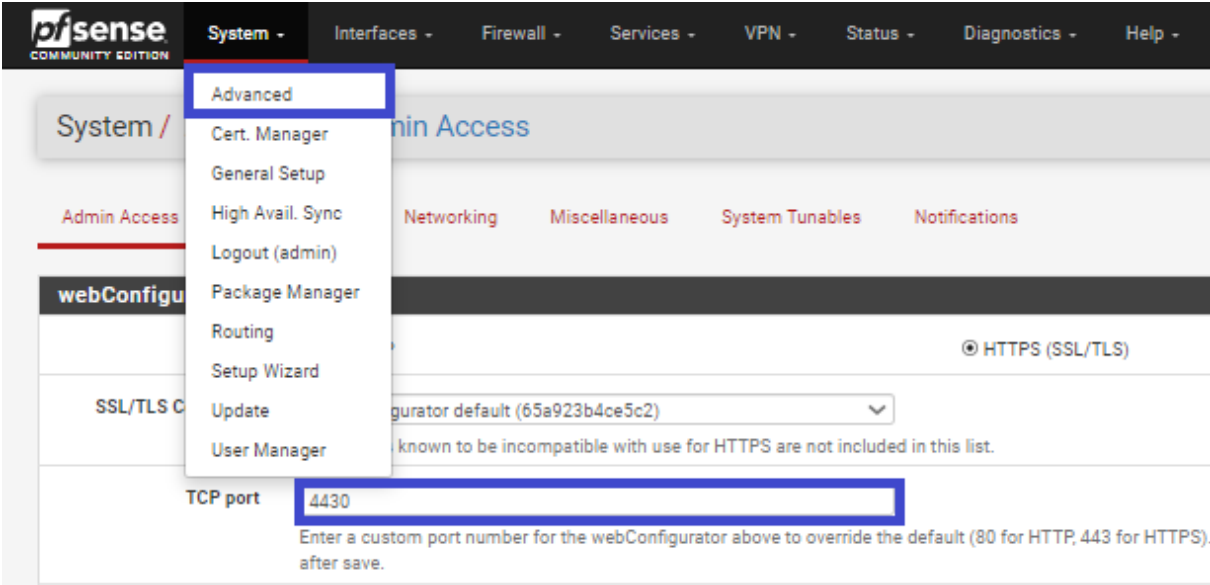 pfsense System Interfaces Firewall Services VPN Status Diagnostics Help
COMMUNITY EDITION
Advanced
System / Access
Cert. Manager
General Setup
Admin Access High Avail. Sync Networking Miscellaneous System Tunables Notifications
Logout (admin)
webConfigu Package Manager
Routing
HTTPS (SSL/TLS)
Setup Wizard
SSL/TLS C Update gurator default (65a923b4ce5c2)
User Manager known to be incompatible with use for HTTPS are not included in this list.
TCP port 4430
Enter a custom port number for the webConfigurator above to override the default (80 for HTTP, 443 for HTTPS).
after save.